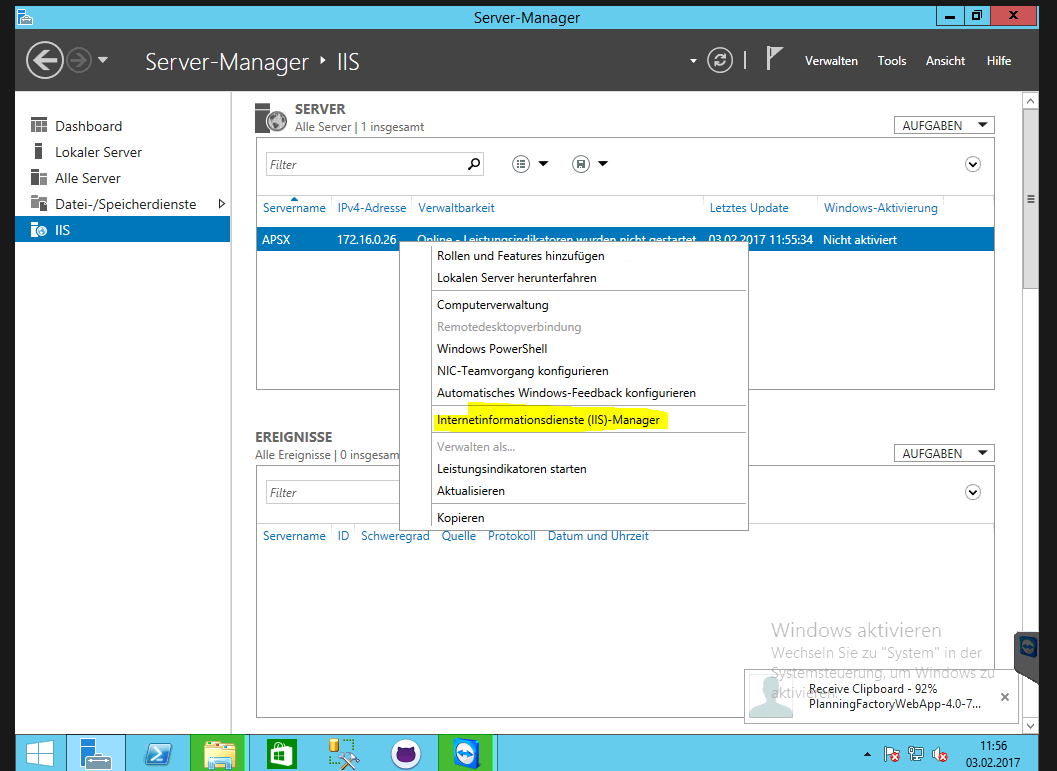 Server-Manager
Server-Manager ‣ IIS
Verwalten Tools Ansicht Hilfe
Dashboard
Lokaler Server
Alle Server
Datei-/Speicherdienste
IIS
SERVER
Alle Server | 1 insgesamt
AUFGABEN
Filter
Servername IPv4-Adresse Verwaltbarkeit Letztes Update Windows-Aktivierung
APSX 172.16.0.26 Online - Leistungsindikatoren wurden nicht gestartet 03.02.2017 11:55:34 Nicht aktiviert
Rollen und Features hinzufügen
Lokalen Server herunterfahren
Computerverwaltung
Remotedesktopverbindung
Windows PowerShell
NIC-Teamvorgang konfigurieren
Automatisches Windows-Feedback konfigurieren
Internetinformationsdienste (IIS)-Manager
Verwalten als...
Leistungsindikatoren starten
Aktualisieren
Kopieren
EREIGNISSE
Alle Ereignisse | 0 insgesam
AUFGABEN
Filter
Servername ID Schweregrad Quelle Protokoll Datum und Uhrzeit
Windows aktivieren
Wechseln Sie zu "System" in der
Systemsteuerung, um Windows zu
aktivieren.
Receive Clipboard - 92%
PlanningFactoryWebApp-4.0-7...
11:56
03.02.2017